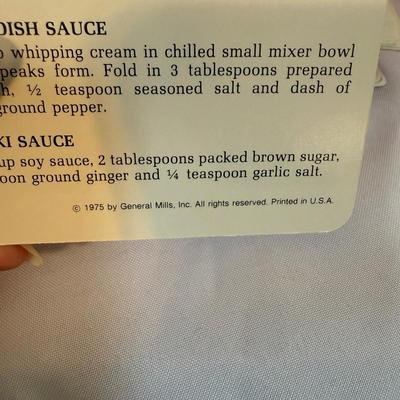 DISH SAUCE
whipping cream in chilled small mixer bowl
peaks form. Fold in 3 tablespoons prepared
h, ½ teaspoon seasoned salt and dash of
ground pepper.
KI SAUCE
up soy sauce, 2 tablespoons packed brown sugar,
oon ground ginger and ¼ teaspoon garlic salt.
© 1975 by General Mills, Inc. All rights reserved. Printed in U.S.A.